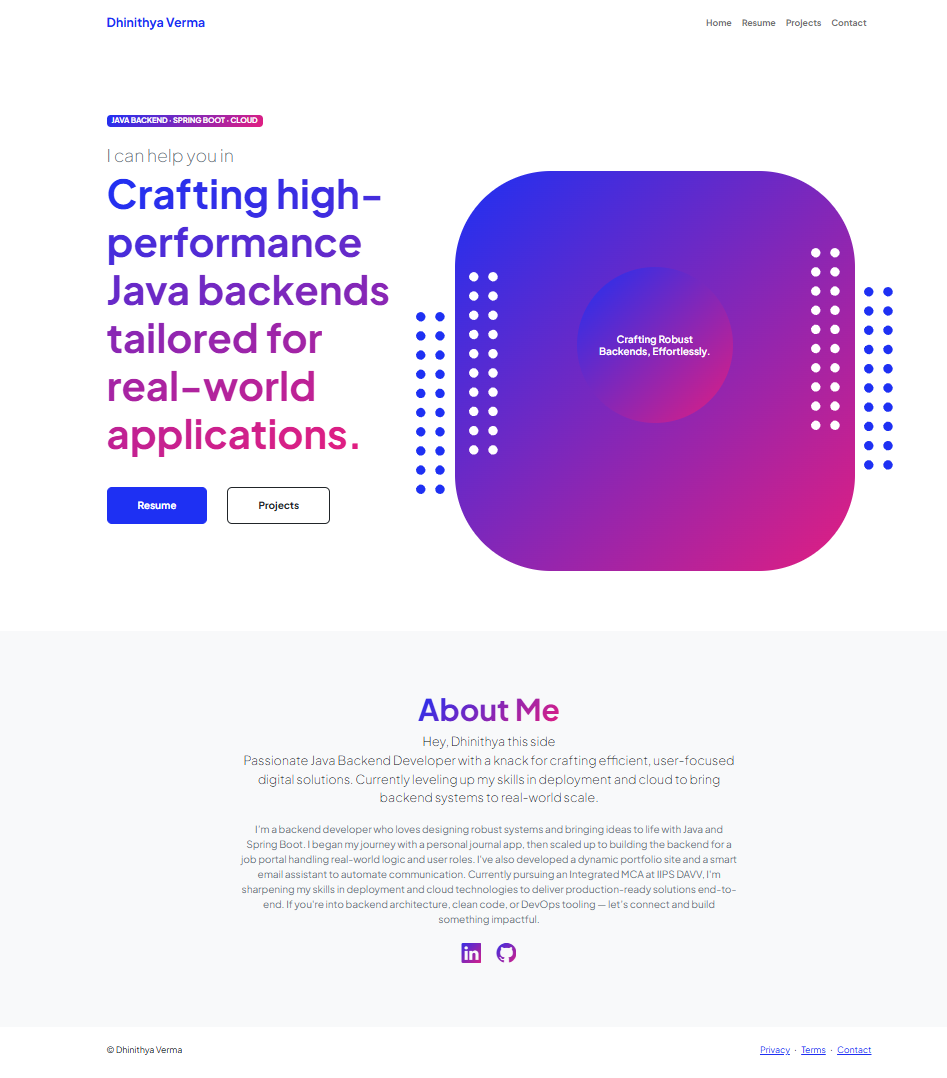 Dhinithya Verma
Home Resume Projects Contact
JAVA BACKEND · SPRING BOOT · CLOUD
I can help you in
Crafting high-
performance
Java backends
tailored for
real-world
applications.
Resume
Projects
Crafting Robust
Backends, Effortlessly.
About Me
Hey, Dhinithya this side
Passionate Java Backend Developer with a knack for crafting efficient, user-focused
digital solutions. Currently leveling up my skills in deployment and cloud to bring
backend systems to real-world scale.
I'm a backend developer who loves designing robust systems and bringing ideas to life with Java and
Spring Boot. I began my journey with a personal journal app, then scaled up to building the backend for a
job portal handling real-world logic and user roles. I've also developed a dynamic portfolio site and a smart
email assistant to automate communication. Currently pursuing an Integrated MCA at IIPS DAVV, I'm
sharpening my skills in deployment and cloud technologies to deliver production-ready solutions end-to-
end. If you're into backend architecture, clean code, or DevOps tooling — let's connect and build
something impactful.
in
© Dhinithya Verma
Privacy · Terms · Contact